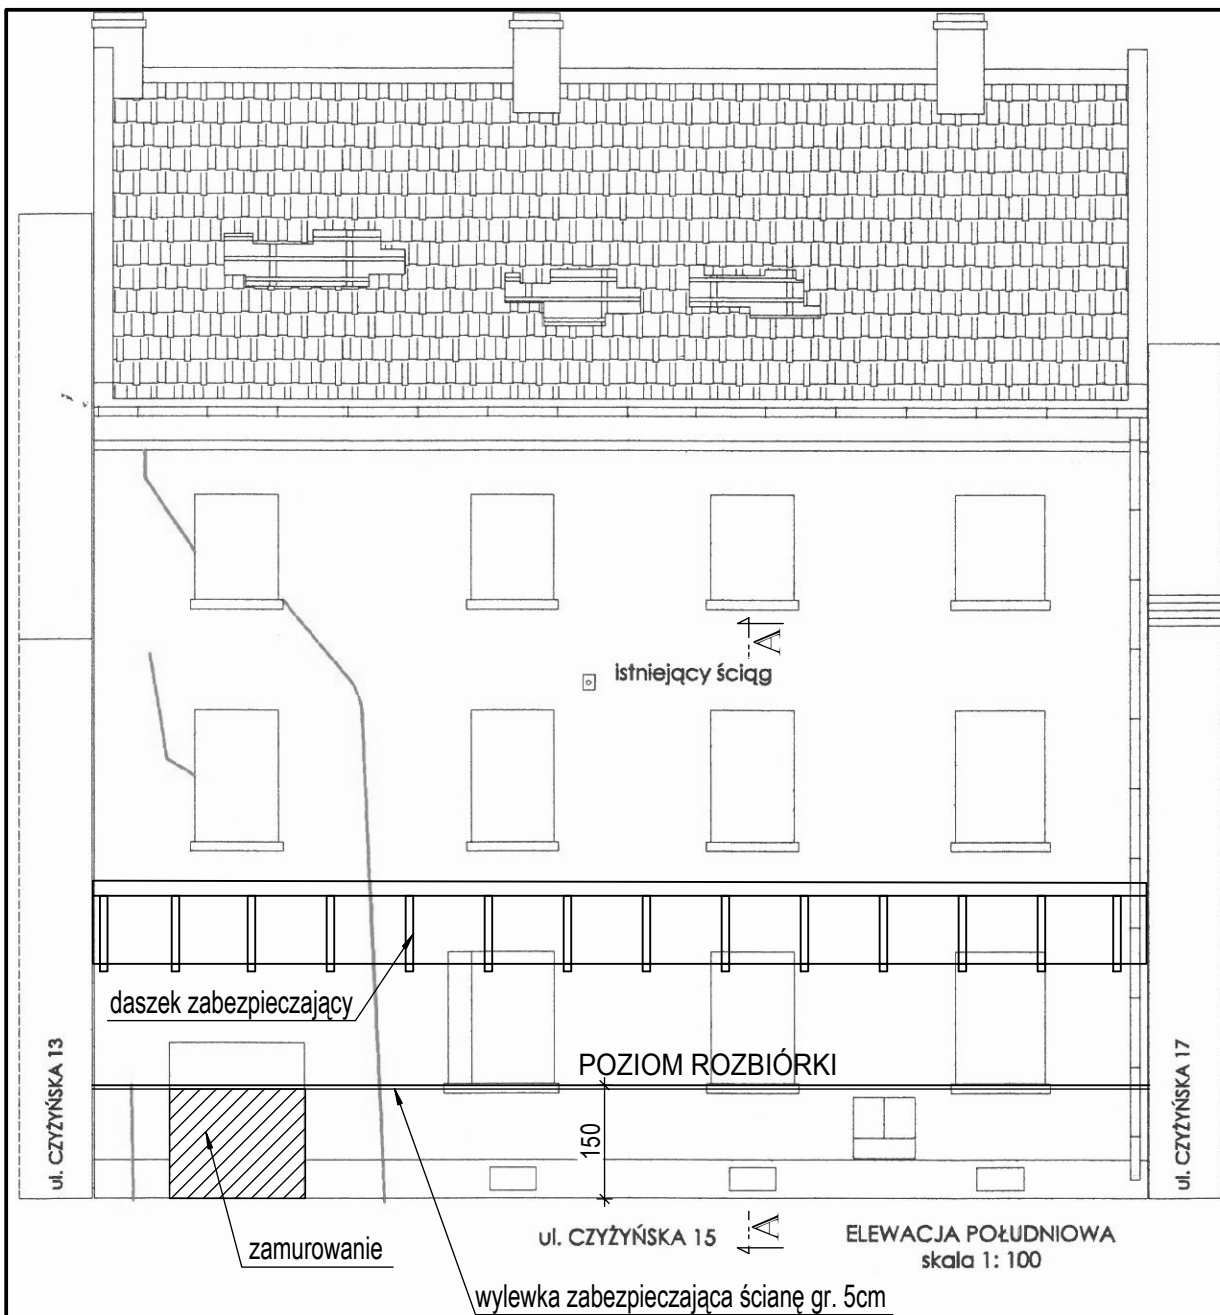 A
istniejący ściąg
daszek zabezpieczający
POZIOM ROZBIÓRKI
ul. CZYŻYŃSKA 13
ul. CZYŻYŃSKA 17
150
zamurowanie
ul. CZYŻYŃSKA 15
A
ELEWACJA POŁUDNIOWA
skala 1: 100
wylewka zabezpieczająca ścianę gr. 5cm